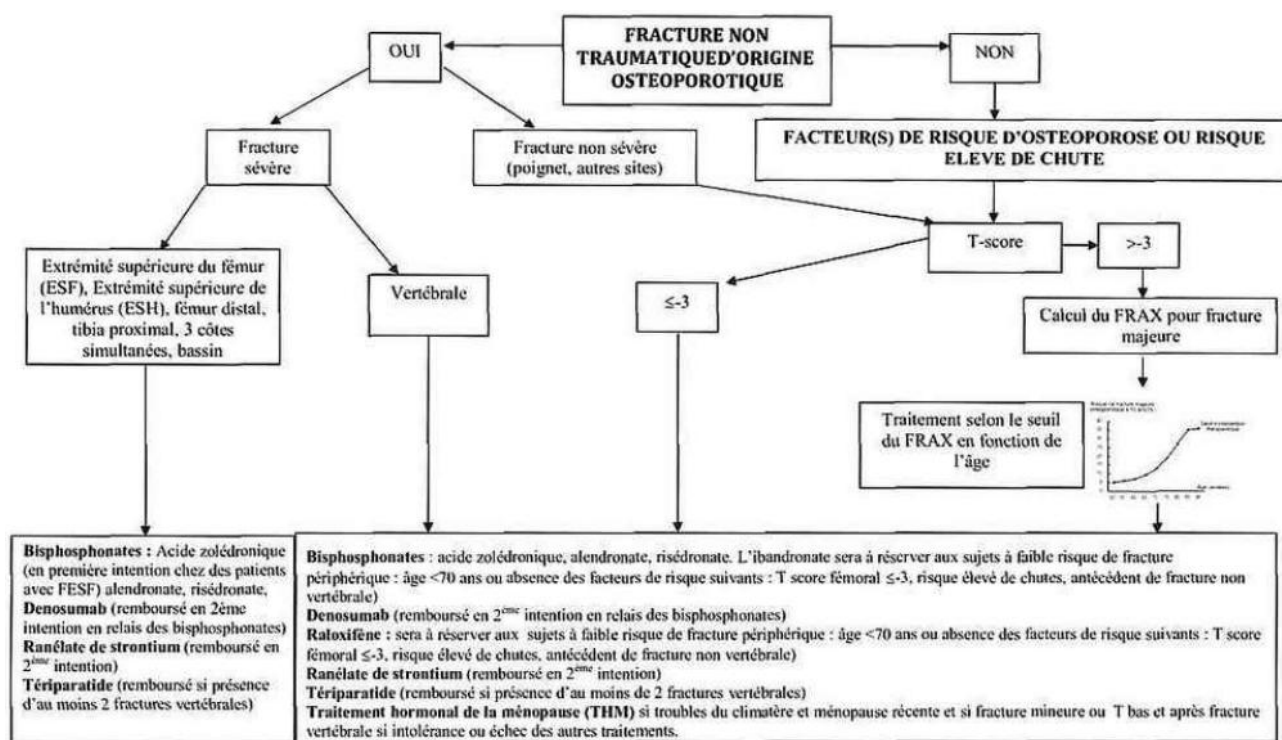 FRACTURE NON
TRAUMATIQUED'ORIGINE
OSTEOPOROTIQUE
OUI
NON
Fracture
sévère
Fracture non sévère
(poignet, autres sites)
FACTEUR(S) DE RISQUE D'OSTEOPOROSE OU RISQUE
ELEVE DE CHUTE
T-score
>-3
Extrémité supérieure du fémur
(ESF), Extrémité supérieure de
l'humérus (ESH), fémur distal,
tibia proximal, 3 côtes
simultanées, bassin
Vertébrale
≤-3
Calcul du FRAX pour fracture
majeure
Traitement selon le seuil
du FRAX en fonction de
l'âge
Bisphosphonates : Acide zolédronique
(en première intention chez des patients
avec FESF) alendronate, risédronate,
Denosumab (remboursé en 2éme
intention en relais des bisphosphonates)
Ranélate de strontium (remboursé en
2ème intention)
Tériparatide (remboursé si présence
d'au moins 2 fractures vertébrales)
Bisphosphonates : acide zolédronique, alendronate, risédronate. L'ibandronate sera à réserver aux sujets à faible risque de fracture
périphérique : âge <70 ans ou absence des facteurs de risque suivants : T score fémoral ≤-3, risque élevé de chutes, antécédent de fracture non
vertébrale)
Denosumab (remboursé en 2ème intention en relais des bisphosphonates)
Raloxifène : sera à réserver aux sujets à faible risque de fracture périphérique : âge <70 ans ou absence des facteurs de risque suivants : T score
fémoral ≤-3, risque élevé de chutes, antécédent de fracture non vertébrale)
Ranélate de strontium (remboursé en 2ème intention)
Tériparatide (remboursé si présence d'au moins de 2 fractures vertébrales)
Traitement hormonal de la ménopause (THM) si troubles du climatère et ménopause récente et si fracture mineure ou T bas et après fracture
vertébrale si intolérance ou échec des autres traitements.